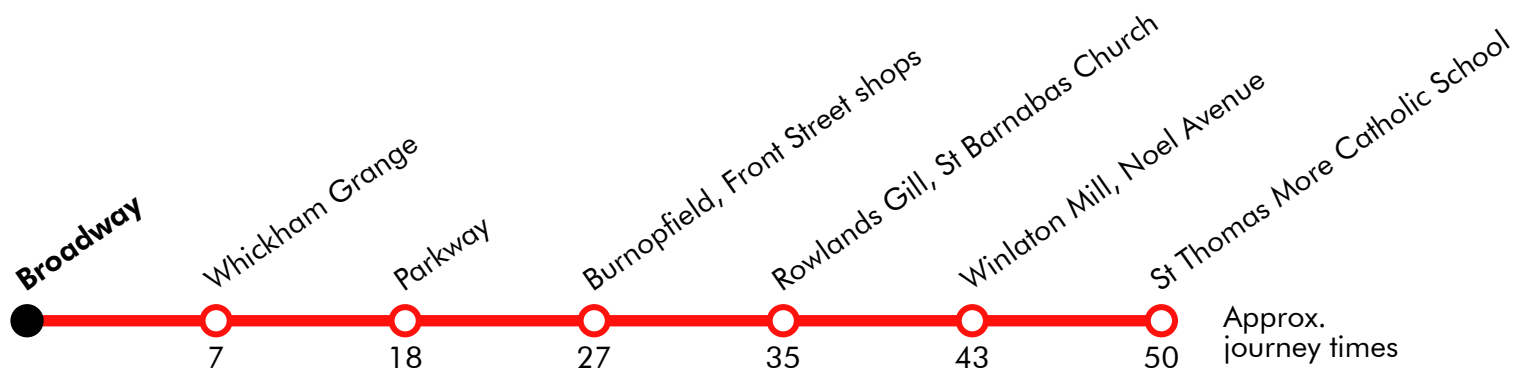 Broadway
Whickham Grange
Parkway
Burnopfield, Front Street shops
Rowlands Gill, St Barnabas Church
Winlaton Mill, Noel Avenue
St Thomas More Catholic School
7
18
27
35
43
50
Approx.
journey times